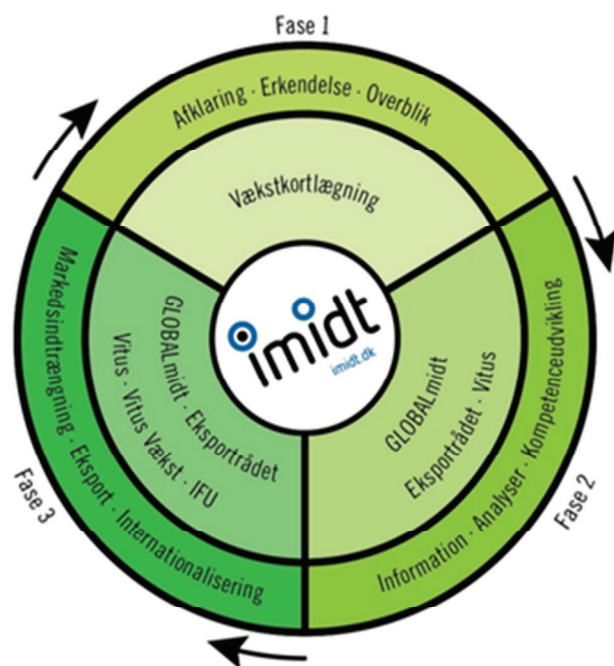 Fase 1
Afklaring · Erkendelse · Overblik
Vækstkortlægning
imidt
imidt.dk
GLOBALmidt
Eksportrådet · Vitus
Information · Analyser · Kompetenceudvikling
Fase 2
GLOBALmidt · Eksportrådet
Vitus · Vitus Vækst · IFU
Markedsindtrængning · Eksport · Internationalisering
Fase 3